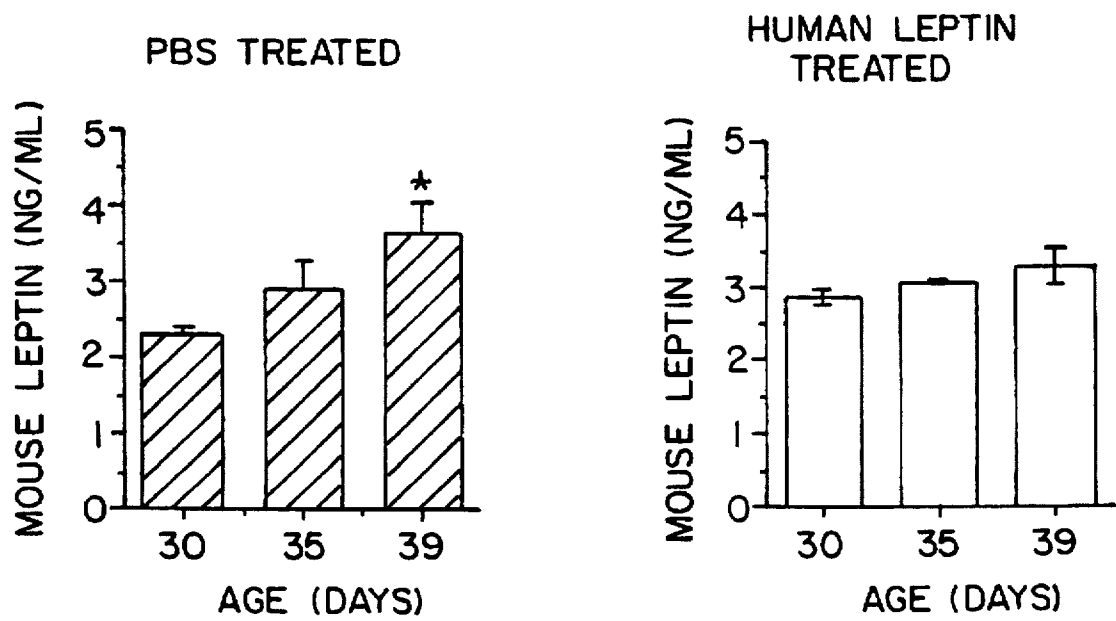 PBS TREATED
MOUSE LEPTIN (NG/ML)
5
4
3
2
1
0
*
30 35 39
AGE (DAYS)
HUMAN LEPTIN
TREATED
MOUSE LEPTIN (NG/ML)
5
4
3
2
1
0
30 35 39
AGE (DAYS)